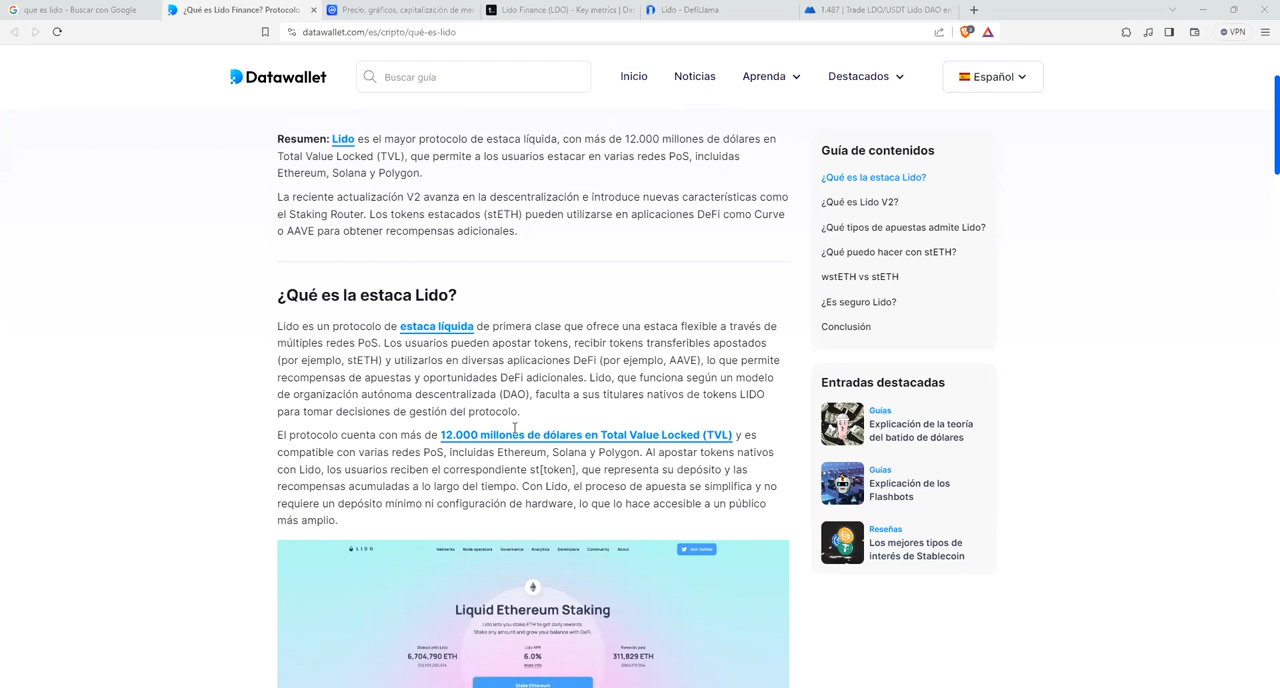 que es lido - Buscar con Google
¿Qué es Lido Finance? Protocolo
Precio, gráficos, capitalización de me
Lido Finance (LDO) - Key metrics | Da
Lido - DefiLlama
1.487 | Trade LDO/USDT Lido DAO en
datawallet.com/es/cripto/qué-es-lido
VPN
Datawallet
Buscar guía
Inicio
Noticias
Aprenda
Destacados
Español
Resumen: Lido es el mayor protocolo de estaca líquida, con más de 12.000 millones de dólares en
Total Value Locked (TVL), que permite a los usuarios estacar en varias redes PoS, incluidas
Ethereum, Solana y Polygon.
La reciente actualización V2 avanza en la descentralización e introduce nuevas características como
el Staking Router. Los tokens estacados (stETH) pueden utilizarse en aplicaciones DeFi como Curve
o AAVE para obtener recompensas adicionales.
¿Qué es la estaca Lido?
Lido es un protocolo de estaca líquida de primera clase que ofrece una estaca flexible a través de
múltiples redes PoS. Los usuarios pueden apostar tokens, recibir tokens transferibles apostados
(por ejemplo, stETH) y utilizarlos en diversas aplicaciones DeFi (por ejemplo, AAVE), lo que permite
recompensas de apuestas y oportunidades DeFi adicionales. Lido, que funciona según un modelo
de organización autónoma descentralizada (DAO), faculta a sus titulares nativos de tokens LIDO
para tomar decisiones de gestión del protocolo.
El protocolo cuenta con más de 12.000 millones de dólares en Total Value Locked (TVL) y es
compatible con varias redes PoS, incluidas Ethereum, Solana y Polygon. Al apostar tokens nativos
con Lido, los usuarios reciben el correspondiente st[token], que representa su depósito y las
recompensas acumuladas a lo largo del tiempo. Con Lido, el proceso de apuesta se simplifica y no
requiere un depósito mínimo ni configuración de hardware, lo que lo hace accesible a un público
más amplio.
LIDO
Networks Node operators Governance Analytics Developers Community About
Join Twitter
Liquid Ethereum Staking
Lido lets you stake ETH to get daily rewards.
Stake any amount and grow your balance with DeFi.
Staked with Lido
6,704,790 ETH
Lido APR
6.0%
More info
Rewards paid
311,829 ETH
Stake Ethereum
Guía de contenidos
¿Qué es la estaca Lido?
¿Qué es Lido V2?
¿Qué tipos de apuestas admite Lido?
¿Qué puedo hacer con stETH?
wstETH vs stETH
¿Es seguro Lido?
Conclusión
Entradas destacadas
Guías
Explicación de la teoría
del batido de dólares
Guías
Explicación de los
Flashbots
Reseñas
Los mejores tipos de
interés de Stablecoin